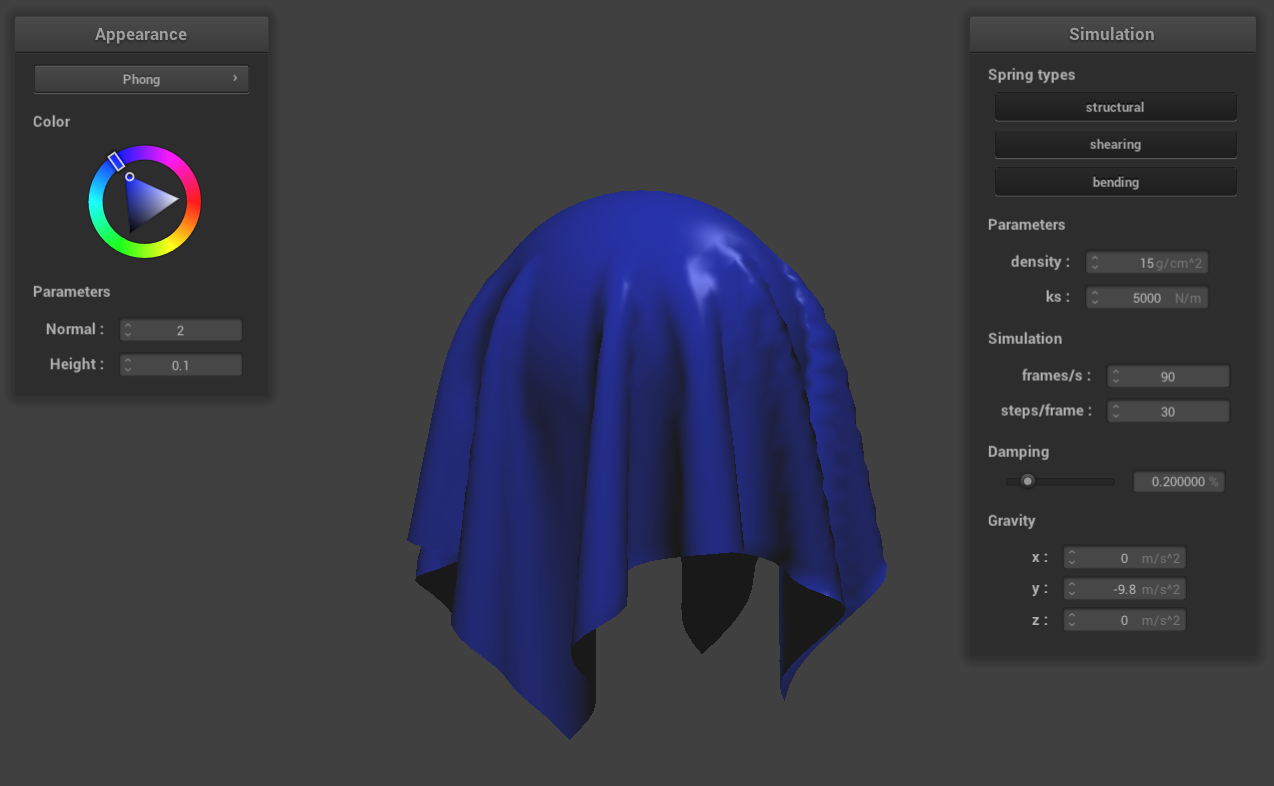 Appearance
Phong
Color
Parameters
Normal : 2
Height : 0.1
Simulation
Spring types
structural
shearing
bending
Parameters
density : 15 g/cm^2
ks : 5000 N/m
Simulation
frames/s : 90
steps/frame : 30
Damping
0.200000 %
Gravity
x : 0 m/s^2
y : -9.8 m/s^2
z : 0 m/s^2